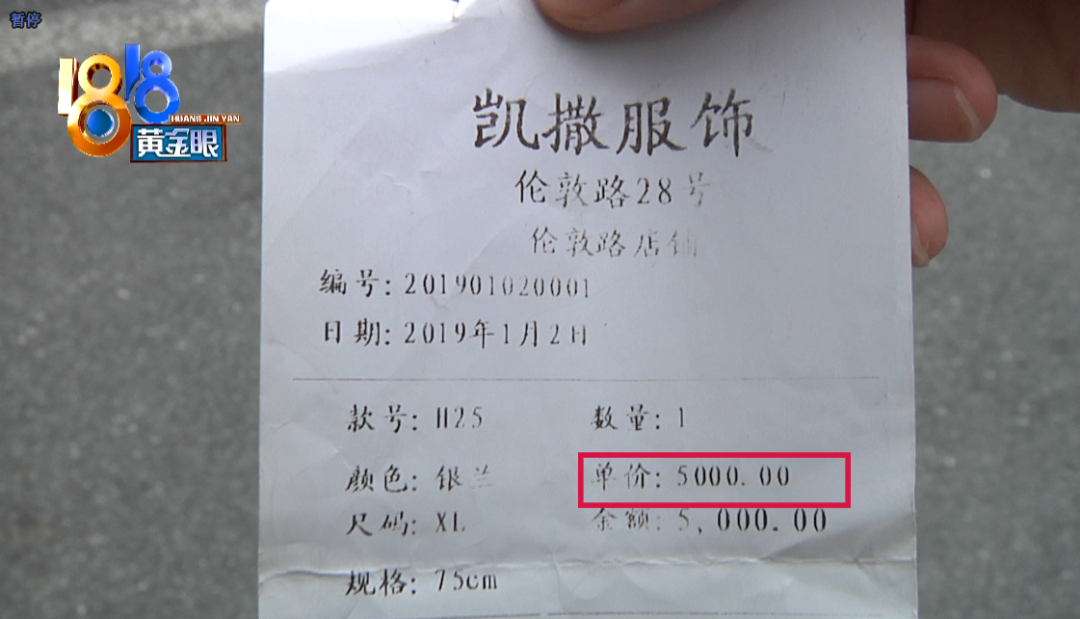 暂停
1818
HUANG JIN YAN
黄金眼
凯撒服饰
伦敦路28号
伦敦路店铺
编号:201901020001
日期:2019年1月2日
款号:H25 数量:1
颜色:银兰 单价:5000.00
尺码:XL 金额:5,000.00
规格:75cm